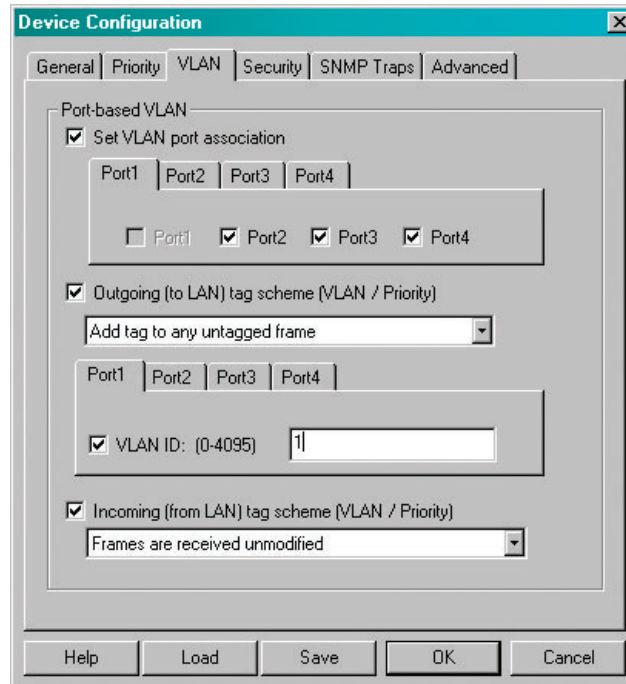 Device Configuration
General Priority VLAN Security SNMP Traps Advanced
Port-based VLAN
Set VLAN port association
Port1 Port2 Port3 Port4
Port1 Port2 Port3 Port4
Outgoing (to LAN) tag scheme (VLAN / Priority)
Add tag to any untagged frame
Port1 Port2 Port3 Port4
VLAN ID: (0-4095) 1
Incoming (from LAN) tag scheme (VLAN / Priority)
Frames are received unmodified
Help Load Save OK Cancel